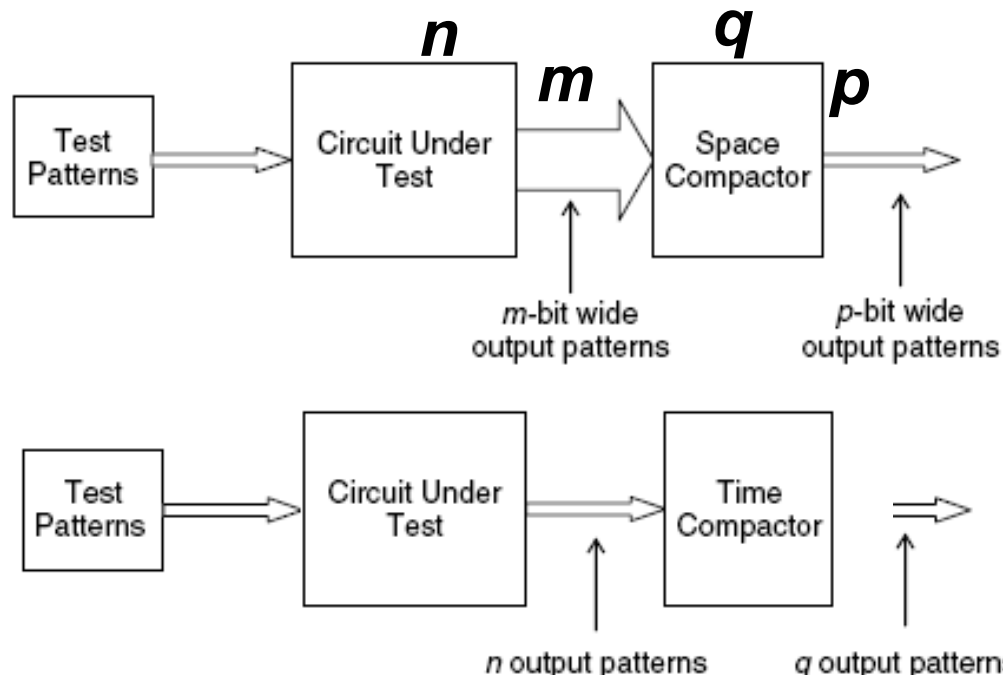 n
q
m
p
Test
Patterns
Circuit Under
Test
Space
Compactor
m-bit wide
output patterns
p-bit wide
output patterns
Test
Patterns
Circuit Under
Test
Time
Compactor
n output patterns
q output patterns